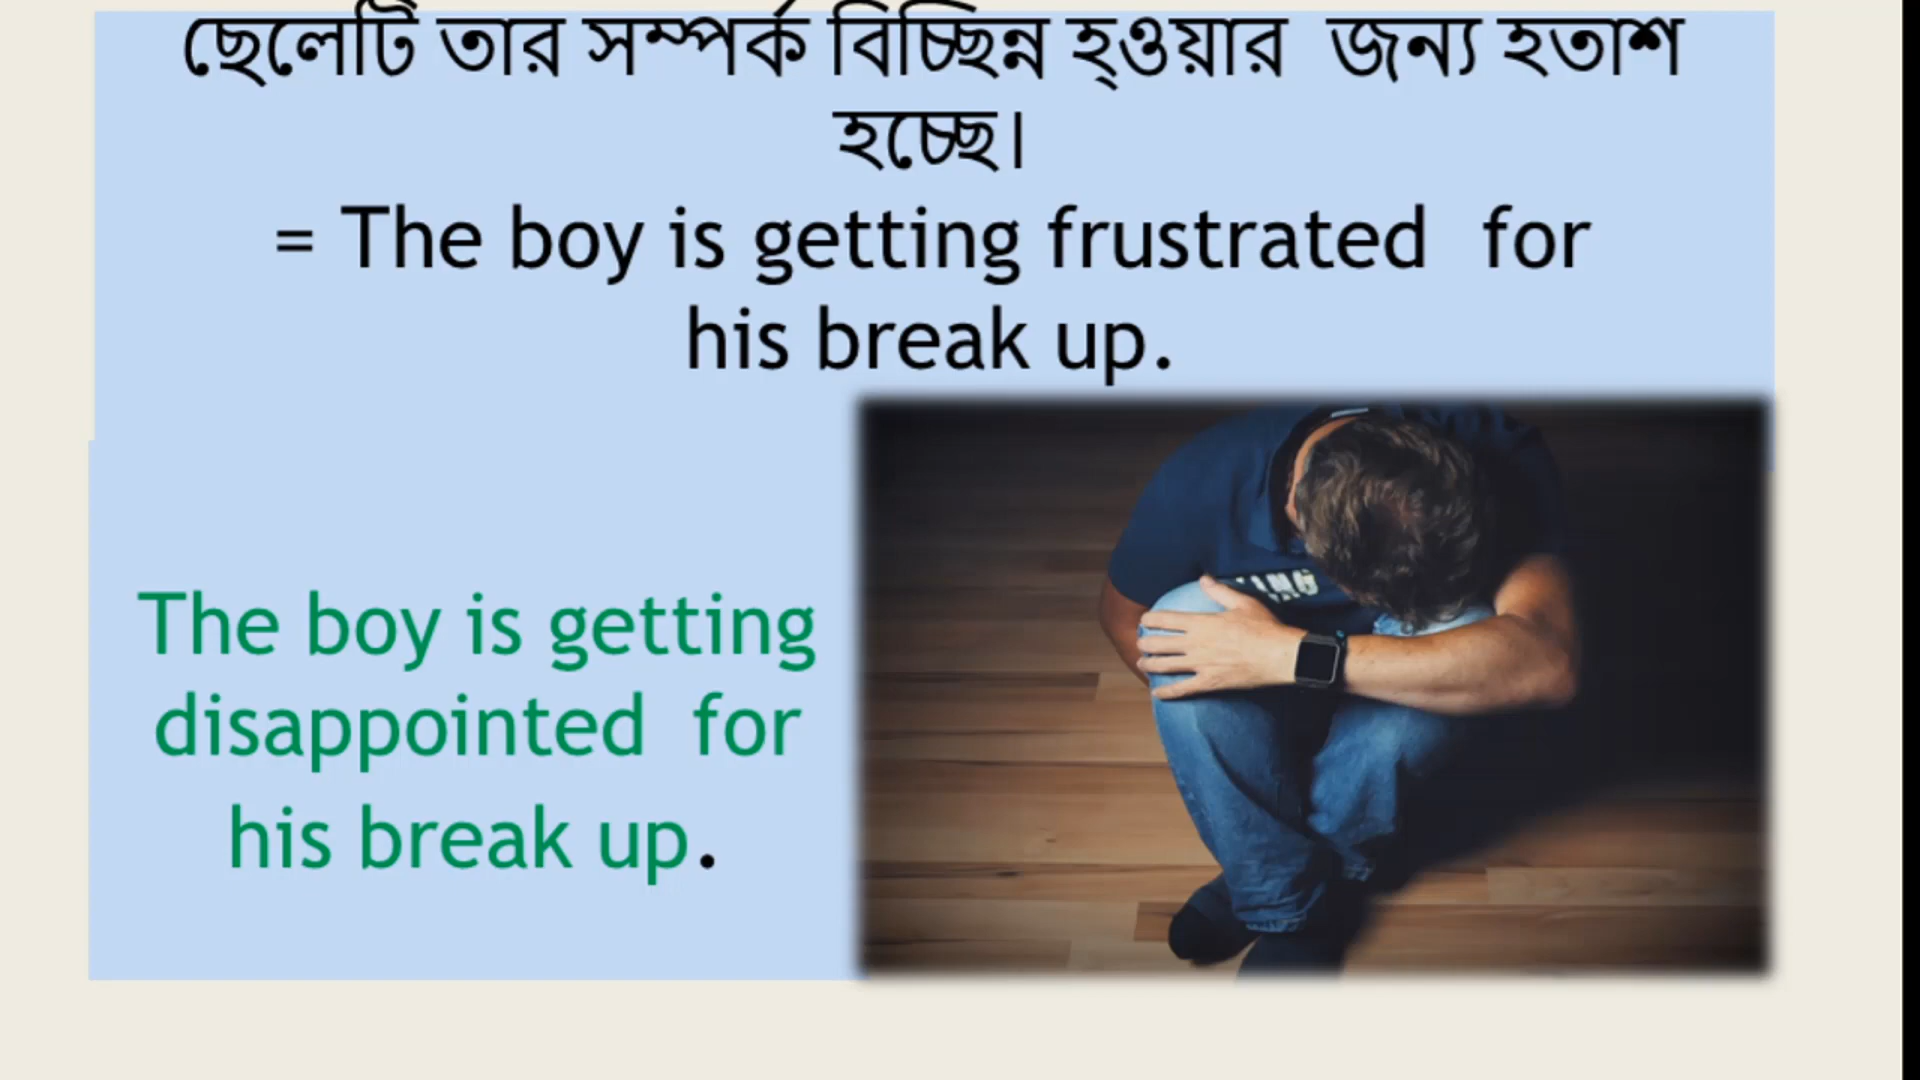 ছেলেটি তার সম্পর্ক বিচ্ছিন্ন হ্ওয়ার জন্য হতাশ
হচ্ছে।
= The boy is getting frustrated for
his break up.
The boy is getting
disappointed for
his break up.